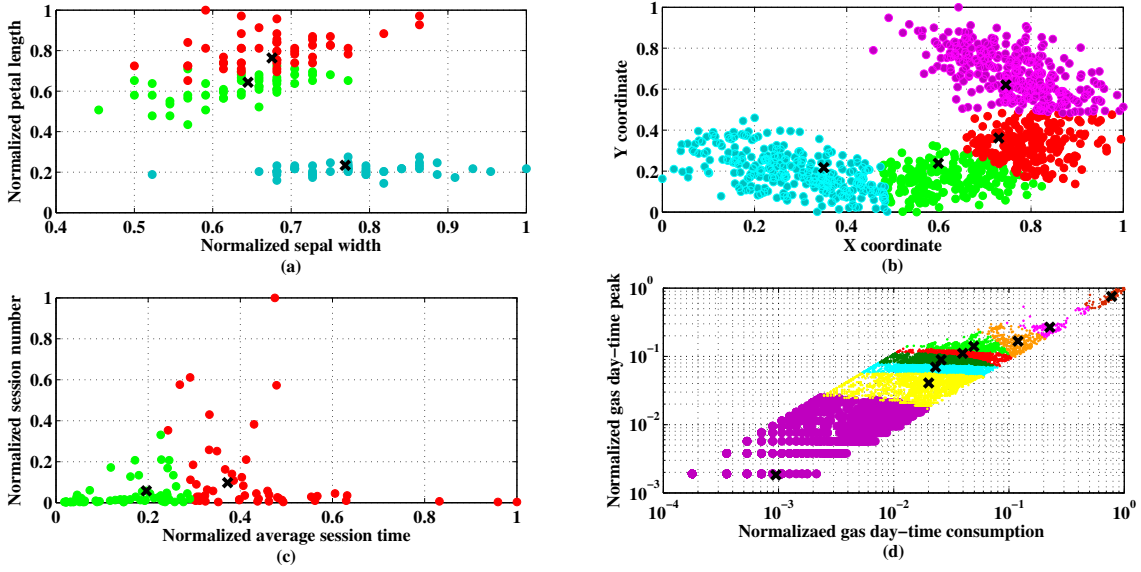 1
0.8
0.6
0.4
0.2
0
0.4 0.5 0.6 0.7 0.8 0.9 1
Normalized petal length
Normalized sepal width
(a)
1
0.8
0.6
0.4
0.2
0
0 0.2 0.4 0.6 0.8 1
Y coordinate
X coordinate
(b)
1
0.8
0.6
0.4
0.2
0
0 0.2 0.4 0.6 0.8 1
Normalized session number
Normalized average session time
(c)
10⁰
10⁻¹
10⁻²
10⁻³
10⁻⁴ 10⁻³ 10⁻² 10⁻¹ 10⁰
Normalized gas day−time peak
Normalizaed gas day−time consumption
(d)